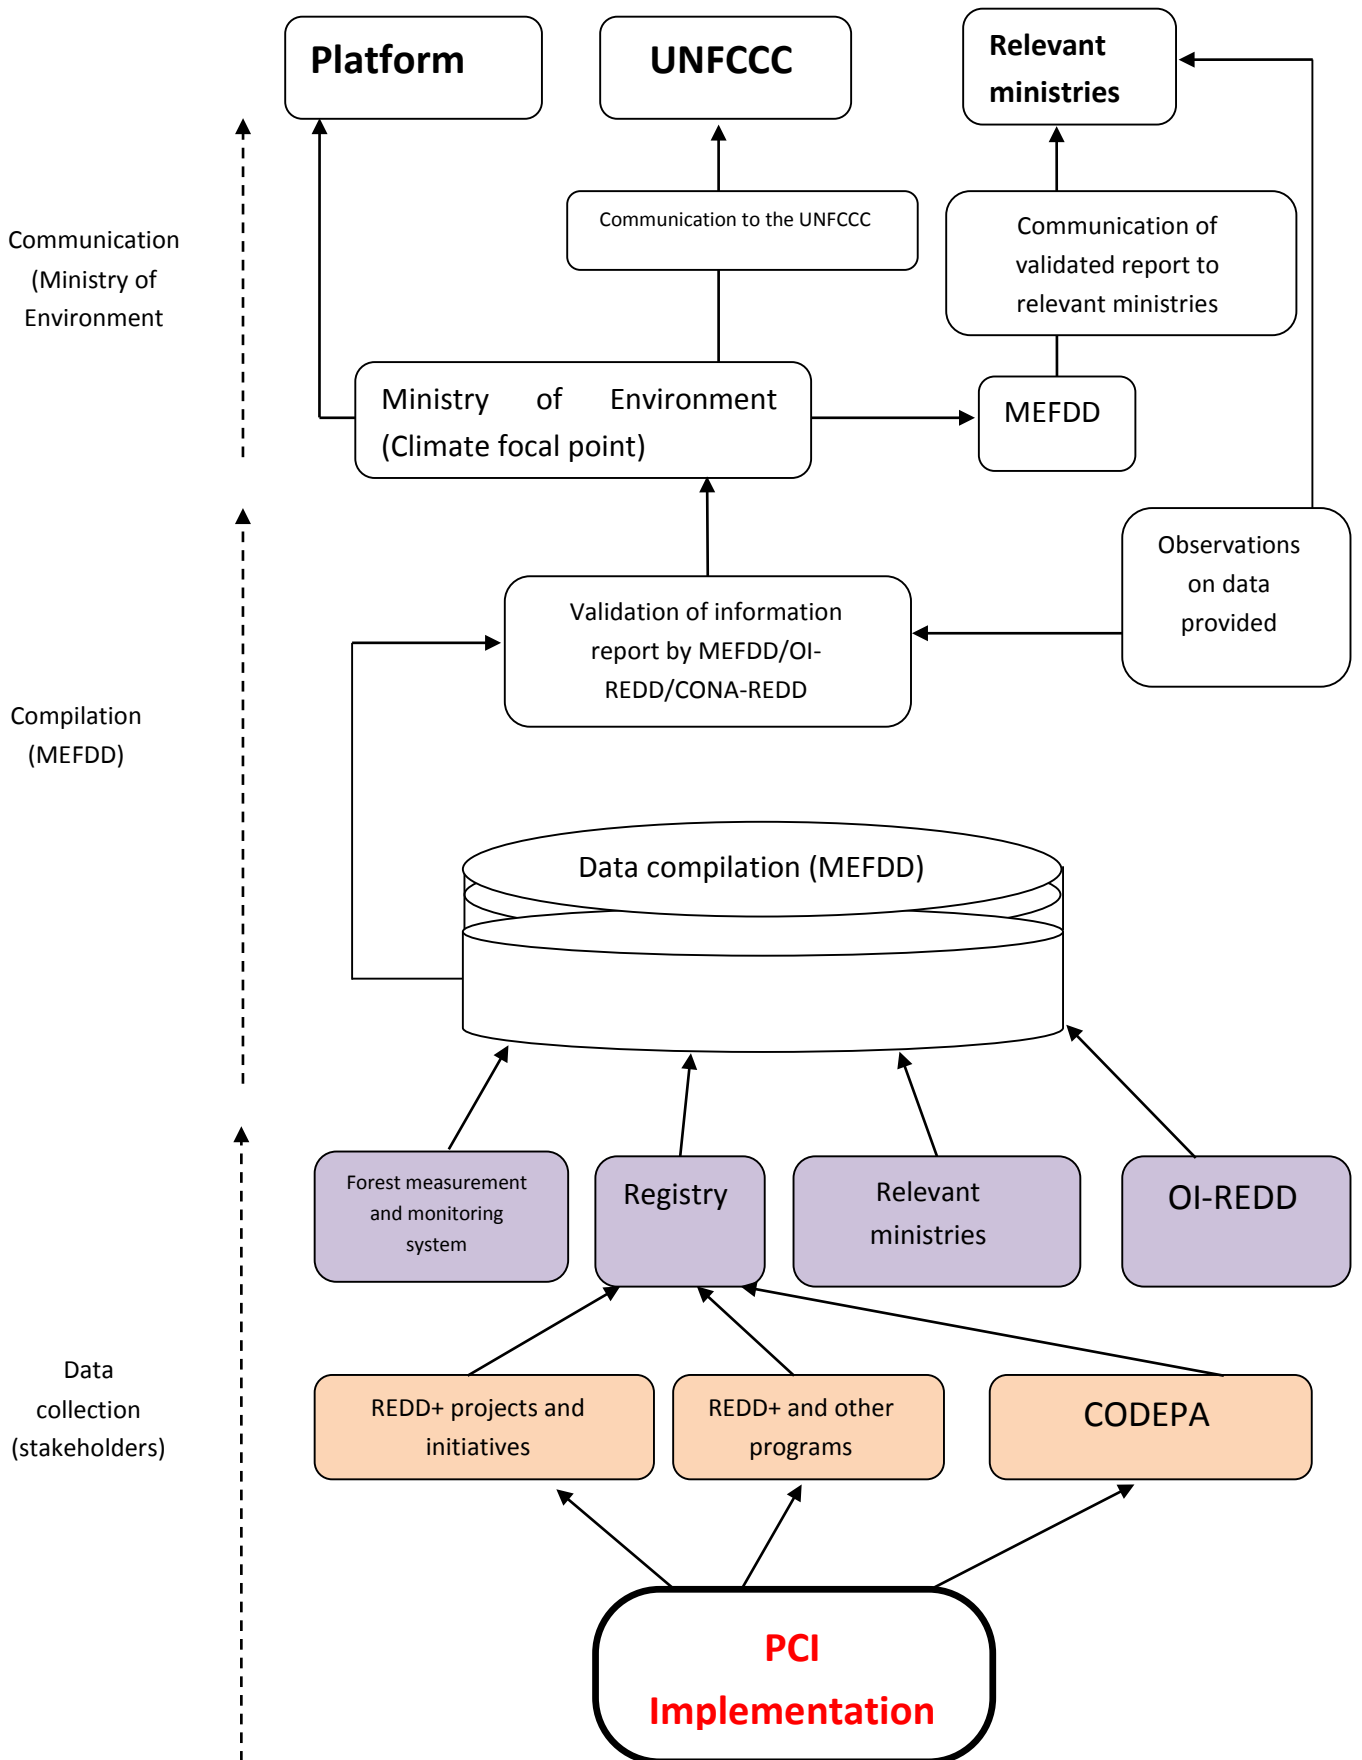 Platform
UNFCCC
Relevant
ministries
Communication to the UNFCCC
Communication of
validated report to
relevant ministries
Communication
(Ministry of
Environment
Ministry of Environment
(Climate focal point)
MEFDD
Observations
on data
provided
Validation of information
report by MEFDD/OI-
REDD/CONA-REDD
Compilation
(MEFDD)
Data compilation (MEFDD)
Forest measurement
and monitoring
system
Registry
Relevant
ministries
OI-REDD
Data
collection
(stakeholders)
REDD+ projects and
initiatives
REDD+ and other
programs
CODEPA
PCI
Implementation